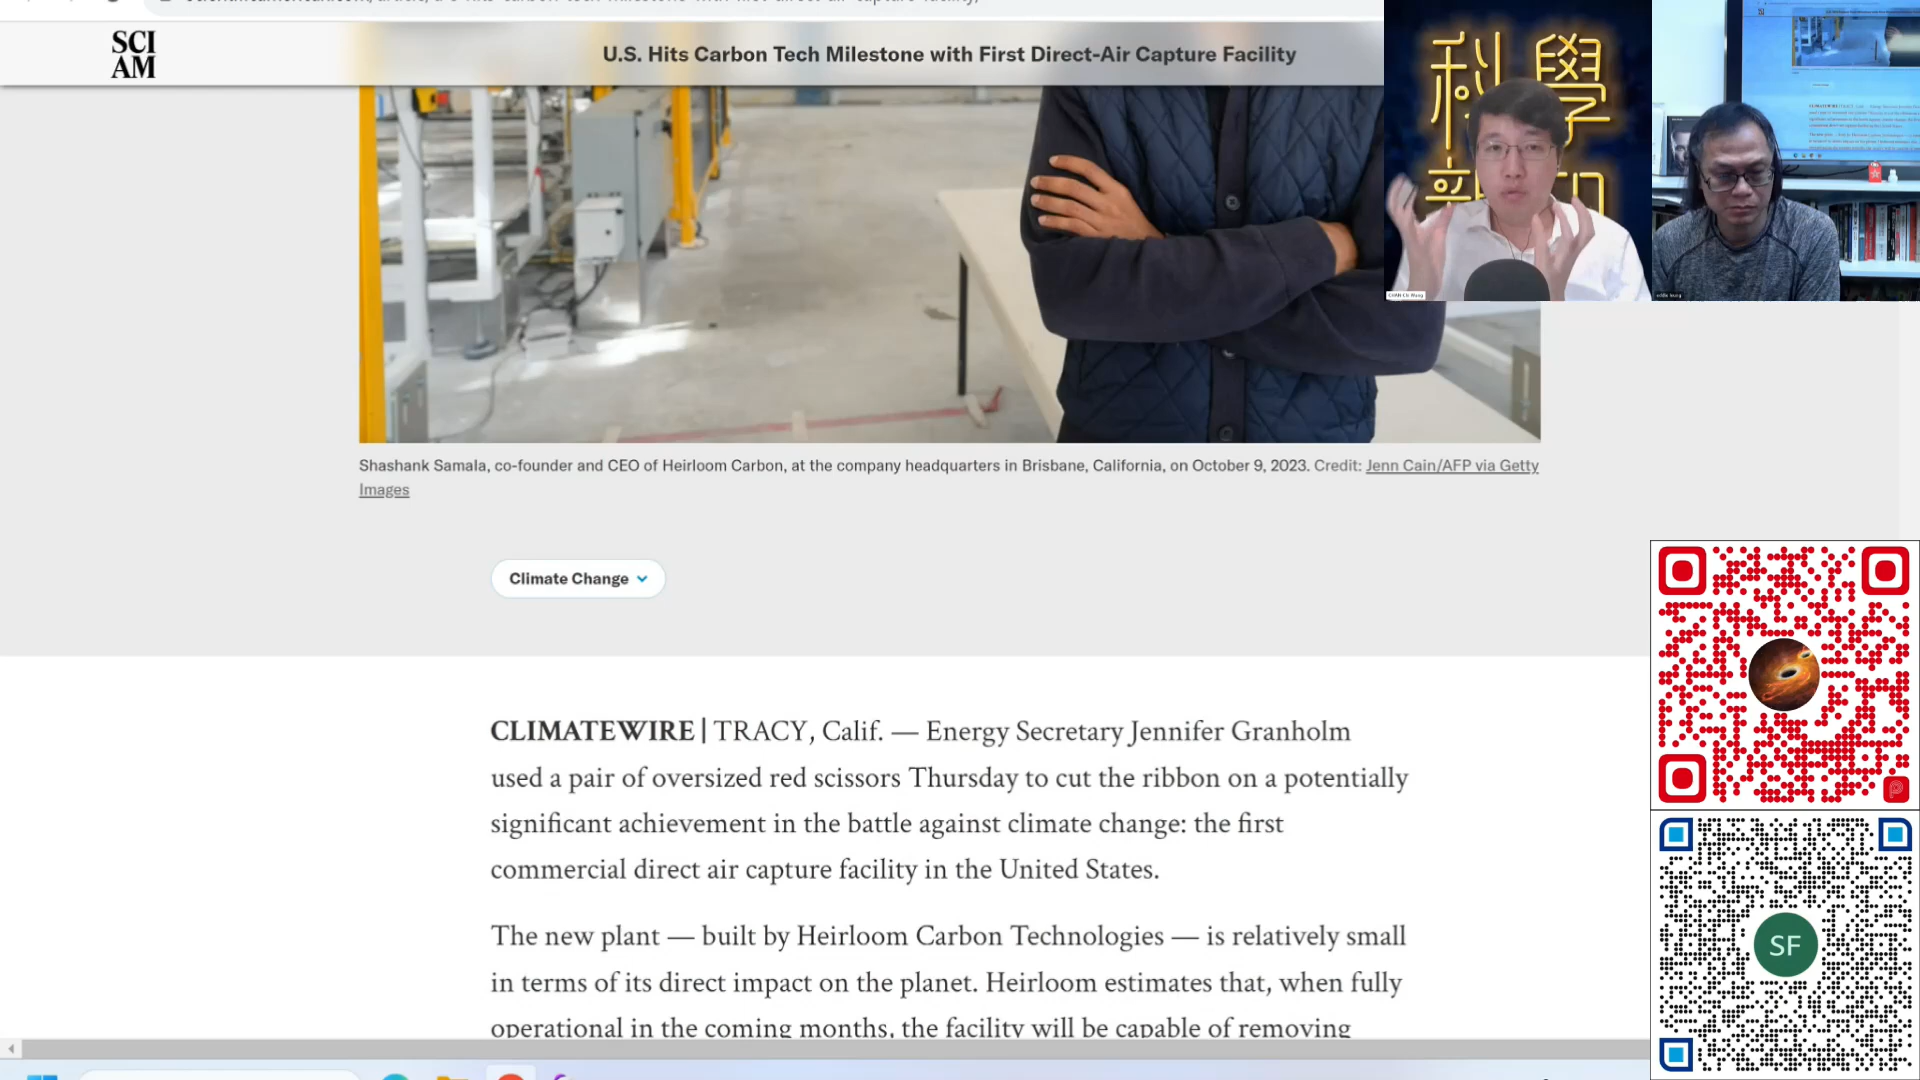 SCI
AM
U.S. Hits Carbon Tech Milestone with First Direct-Air Capture Facility
科學
新知
CHAN Chi Wang
Shashank Samala, co-founder and CEO of Heirloom Carbon, at the company headquarters in Brisbane, California, on October 9, 2023. Credit: Jenn Cain/AFP via Getty
Images
Climate Change
CLIMATEWIRE | TRACY, Calif. — Energy Secretary Jennifer Granholm
used a pair of oversized red scissors Thursday to cut the ribbon on a potentially
significant achievement in the battle against climate change: the first
commercial direct air capture facility in the United States.
The new plant — built by Heirloom Carbon Technologies — is relatively small
in terms of its direct impact on the planet. Heirloom estimates that, when fully
operational in the coming months, the facility will be capable of removing
SF